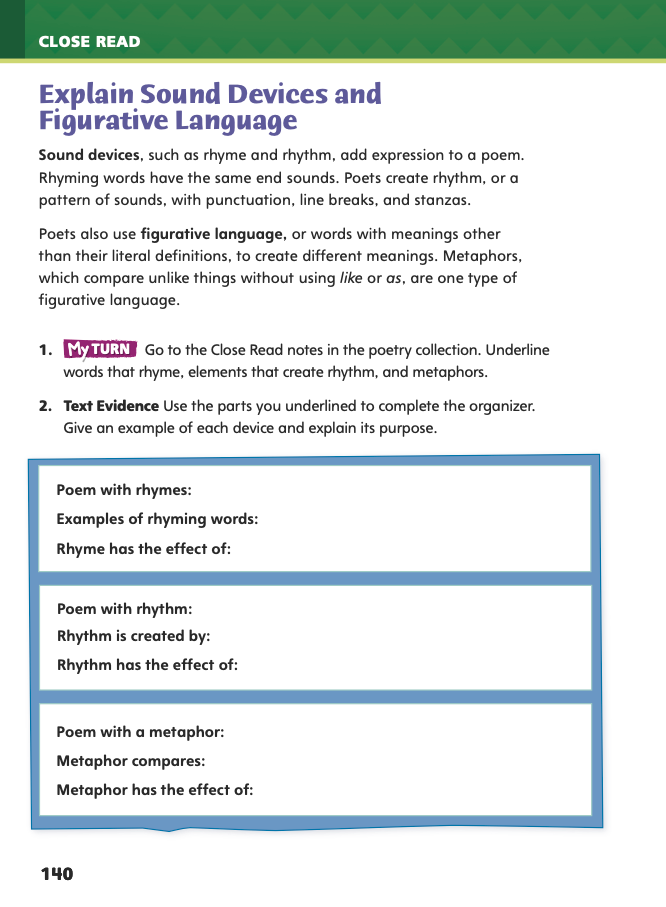 CLOSE READ
Explain Sound Devices and
Figurative Language
Sound devices, such as rhyme and rhythm, add expression to a poem.
Rhyming words have the same end sounds. Poets create rhythm, or a
pattern of sounds, with punctuation, line breaks, and stanzas.
Poets also use figurative language, or words with meanings other
than their literal definitions, to create different meanings. Metaphors,
which compare unlike things without using like or as, are one type of
figurative language.
1. My TURN Go to the Close Read notes in the poetry collection. Underline
words that rhyme, elements that create rhythm, and metaphors.
2. Text Evidence Use the parts you underlined to complete the organizer.
Give an example of each device and explain its purpose.
Poem with rhymes:
Examples of rhyming words:
Rhyme has the effect of:
Poem with rhythm:
Rhythm is created by:
Rhythm has the effect of:
Poem with a metaphor:
Metaphor compares:
Metaphor has the effect of:
140